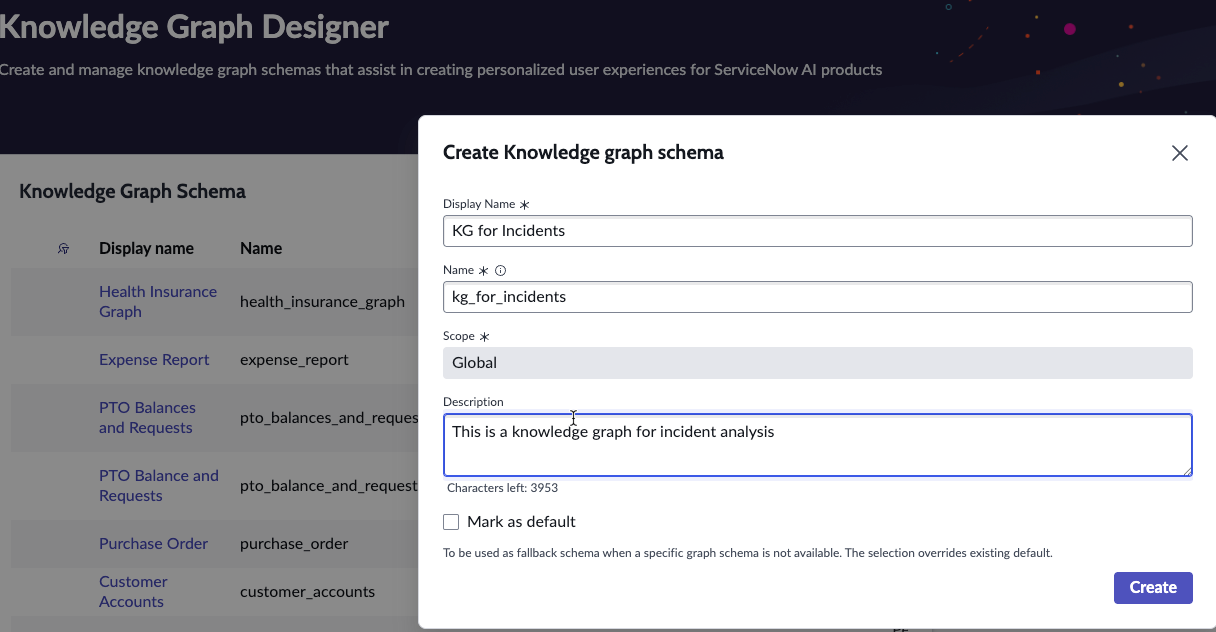 Knowledge Graph Designer
Create and manage knowledge graph schemas that assist in creating personalized user experiences for ServiceNow AI products
Knowledge Graph Schema
Display name Name
Health Insurance
Graph
health_insurance_graph
Expense Report expense_report
PTO Balances
and Requests
pto_balances_and_reques
PTO Balance and
Requests
pto_balance_and_request
Purchase Order purchase_order
Customer
Accounts
customer_accounts
Create Knowledge graph schema
Display Name *
KG for Incidents
Name *
kg_for_incidents
Scope *
Global
Description
This is a knowledge graph for incident analysis
Characters left: 3953
Mark as default
To be used as fallback schema when a specific graph schema is not available. The selection overrides existing default.
Create